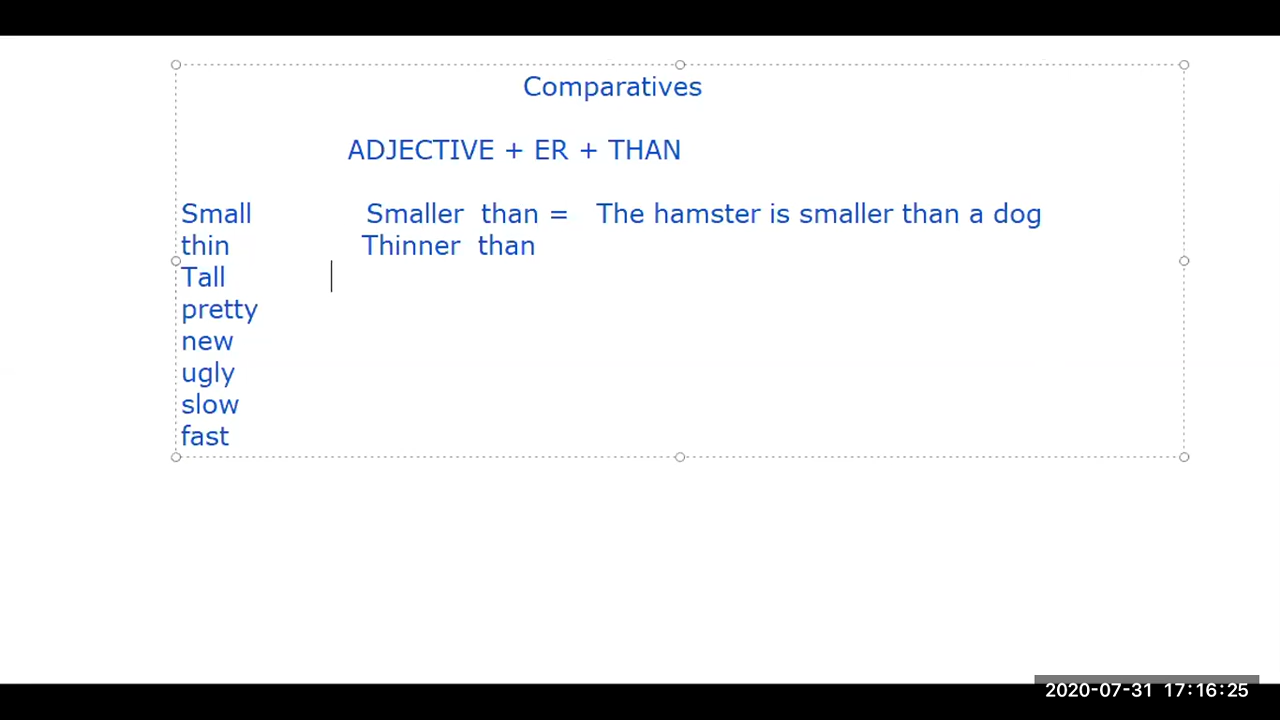 Comparatives
ADJECTIVE + ER + THAN
Small Smaller than = The hamster is smaller than a dog
thin Thinner than
Tall
pretty
new
ugly
slow
fast
2020-07-31 17:16:25